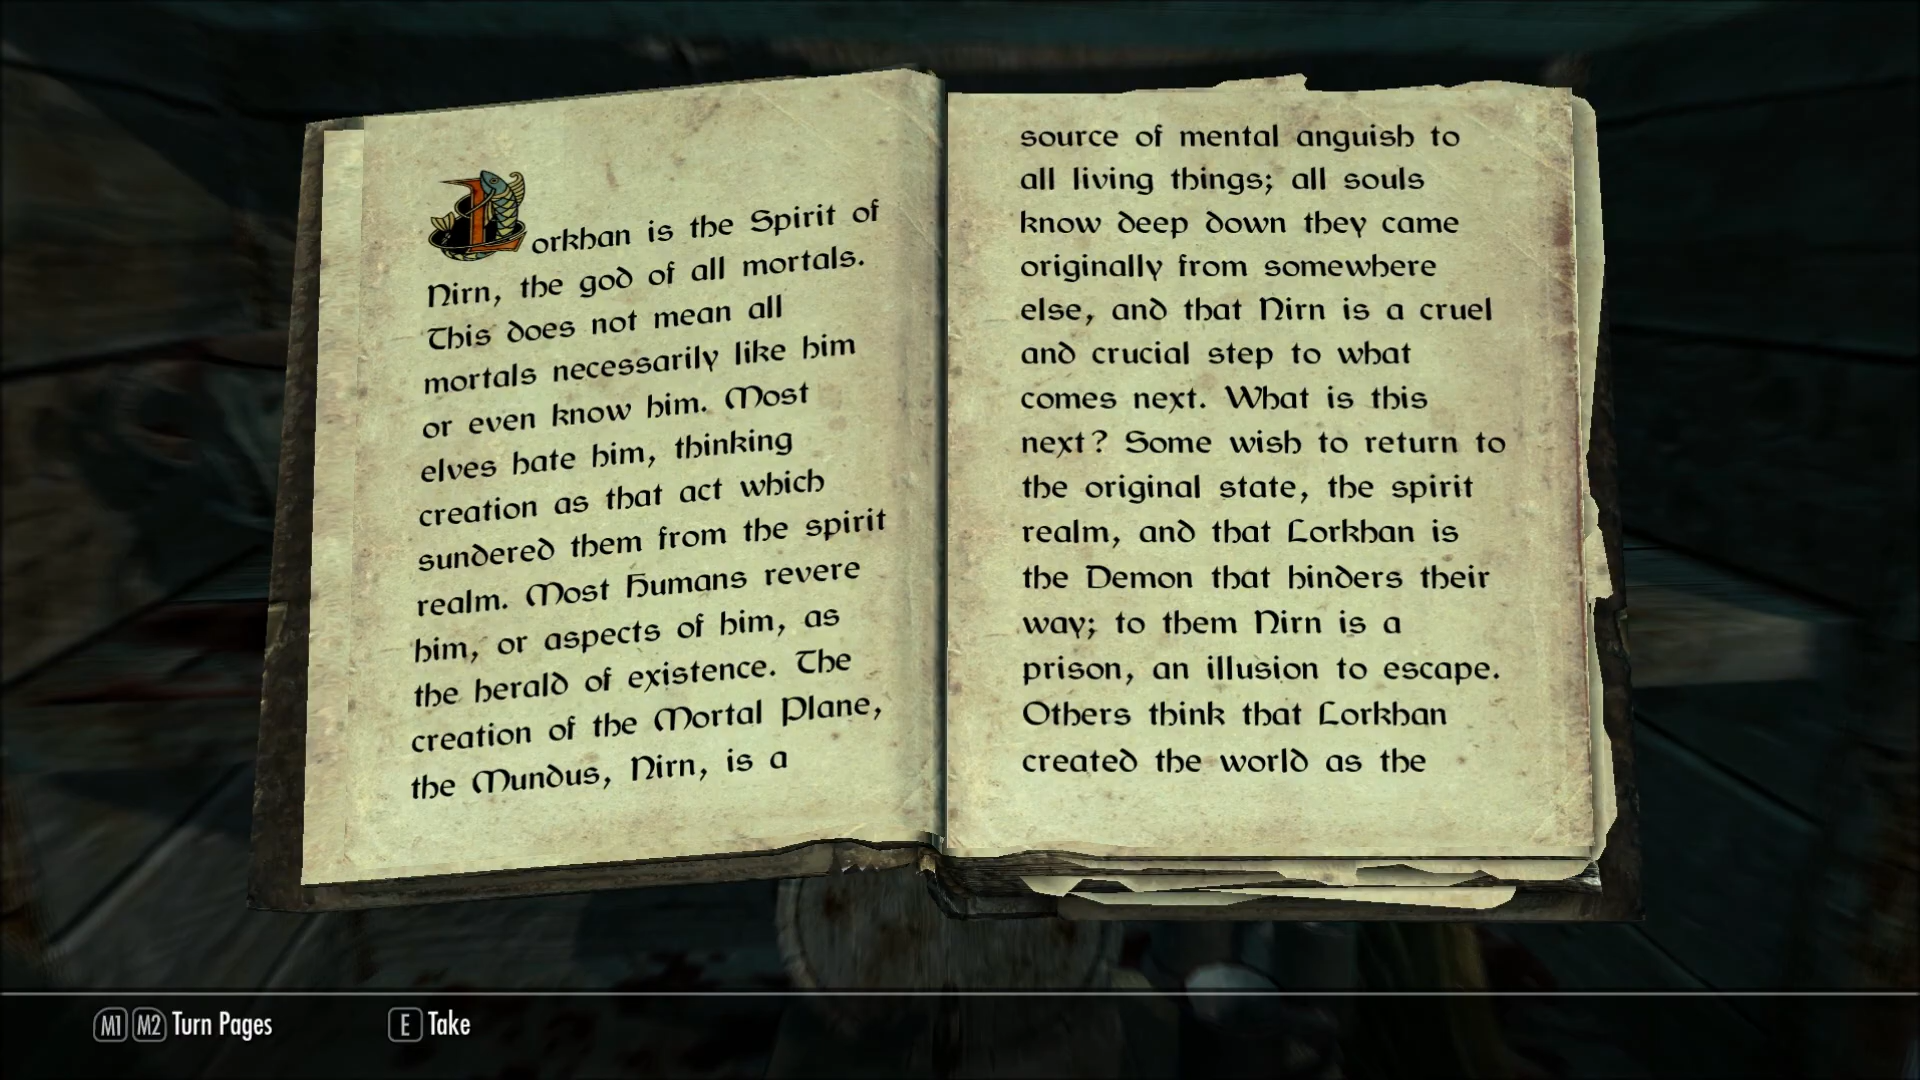 Lorkhan is the Spirit of
Nirn, the god of all mortals.
This does not mean all
mortals necessarily like him
or even know him. Most
elves hate him, thinking
creation as that act which
sundered them from the spirit
realm. Most Humans revere
him, or aspects of him, as
the herald of existence. The
creation of the Mortal Plane,
the Mundus, Nirn, is a
source of mental anguish to
all living things; all souls
know deep down they came
originally from somewhere
else, and that Nirn is a cruel
and crucial step to what
comes next. What is this
next? Some wish to return to
the original state, the spirit
realm, and that Lorkhan is
the Demon that hinders their
way; to them Nirn is a
prison, an illusion to escape.
Others think that Lorkhan
created the world as the
M1 M2 Turn Pages
E Take